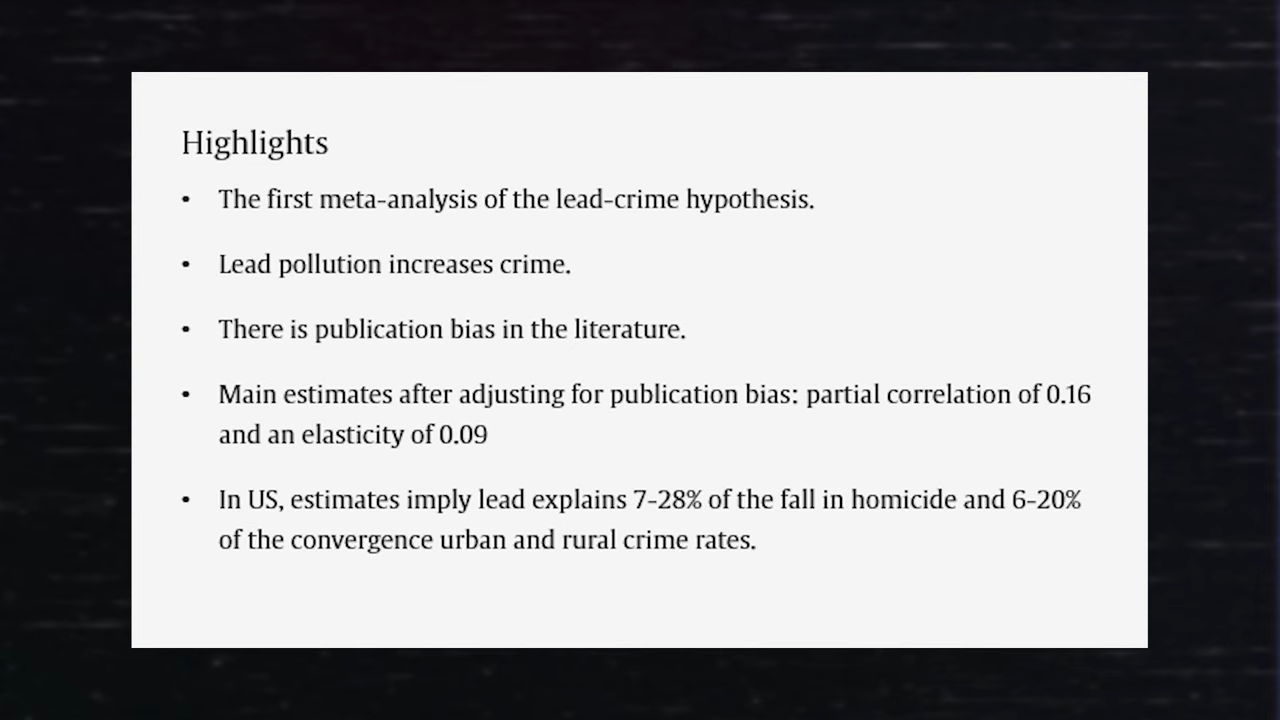 Highlights
• The first meta-analysis of the lead-crime hypothesis.
• Lead pollution increases crime.
• There is publication bias in the literature.
• Main estimates after adjusting for publication bias: partial correlation of 0.16
and an elasticity of 0.09
• In US, estimates imply lead explains 7-28% of the fall in homicide and 6-20%
of the convergence urban and rural crime rates.